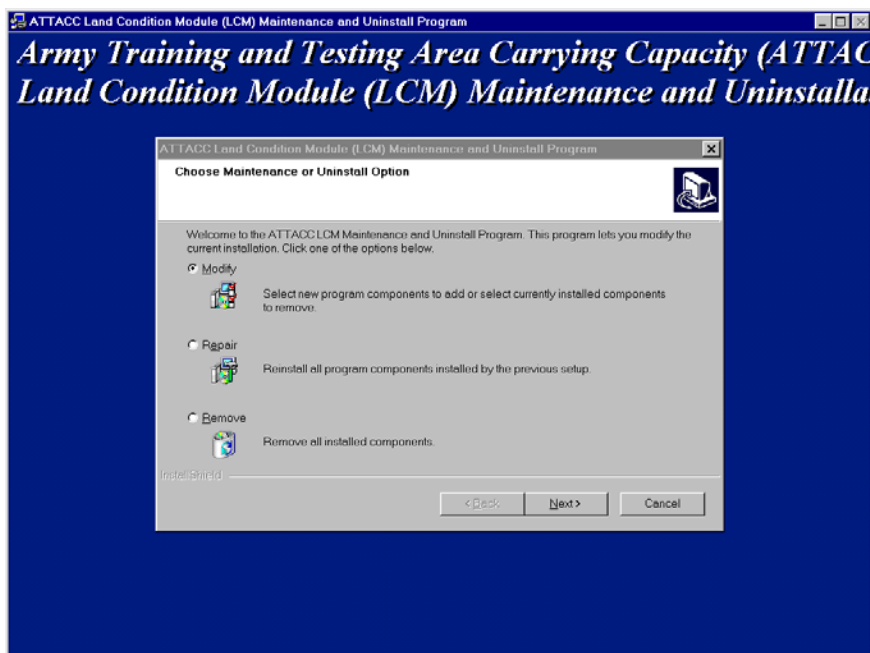 ATTACC Land Condition Module (LCM) Maintenance and Uninstall Program
Army Training and Testing Area Carrying Capacity (ATTAC
Land Condition Module (LCM) Maintenance and Uninstalla
ATTACC Land Condition Module (LCM) Maintenance and Uninstall Program
Choose Maintenance or Uninstall Option
Welcome to the ATTACC LCM Maintenance and Uninstall Program. This program lets you modify the
current installation. Click one of the options below.
Modify
Select new program components to add or select currently installed components
to remove.
Repair
Reinstall all program components installed by the previous setup.
Remove
Remove all installed components.
InstallShield
< Back
Next >
Cancel